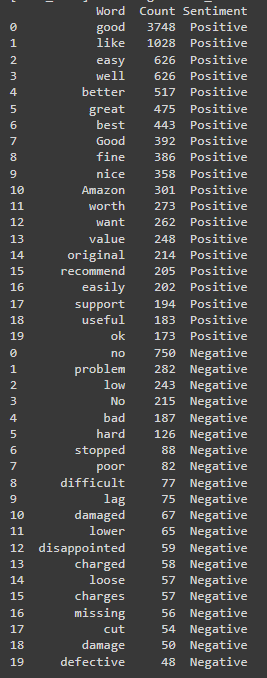 Word Count Sentiment
0 good 3748 Positive
1 like 1028 Positive
2 easy 626 Positive
3 well 626 Positive
4 better 517 Positive
5 great 475 Positive
6 best 443 Positive
7 Good 392 Positive
8 fine 386 Positive
9 nice 358 Positive
10 Amazon 301 Positive
11 worth 273 Positive
12 want 262 Positive
13 value 248 Positive
14 original 214 Positive
15 recommend 205 Positive
16 easily 202 Positive
17 support 194 Positive
18 useful 183 Positive
19 ok 173 Positive
0 no 750 Negative
1 problem 282 Negative
2 low 243 Negative
3 No 215 Negative
4 bad 187 Negative
5 hard 126 Negative
6 stopped 88 Negative
7 poor 82 Negative
8 difficult 77 Negative
9 lag 75 Negative
10 damaged 67 Negative
11 lower 65 Negative
12 disappointed 59 Negative
13 charged 58 Negative
14 loose 57 Negative
15 charges 57 Negative
16 missing 56 Negative
17 cut 54 Negative
18 damage 50 Negative
19 defective 48 Negative